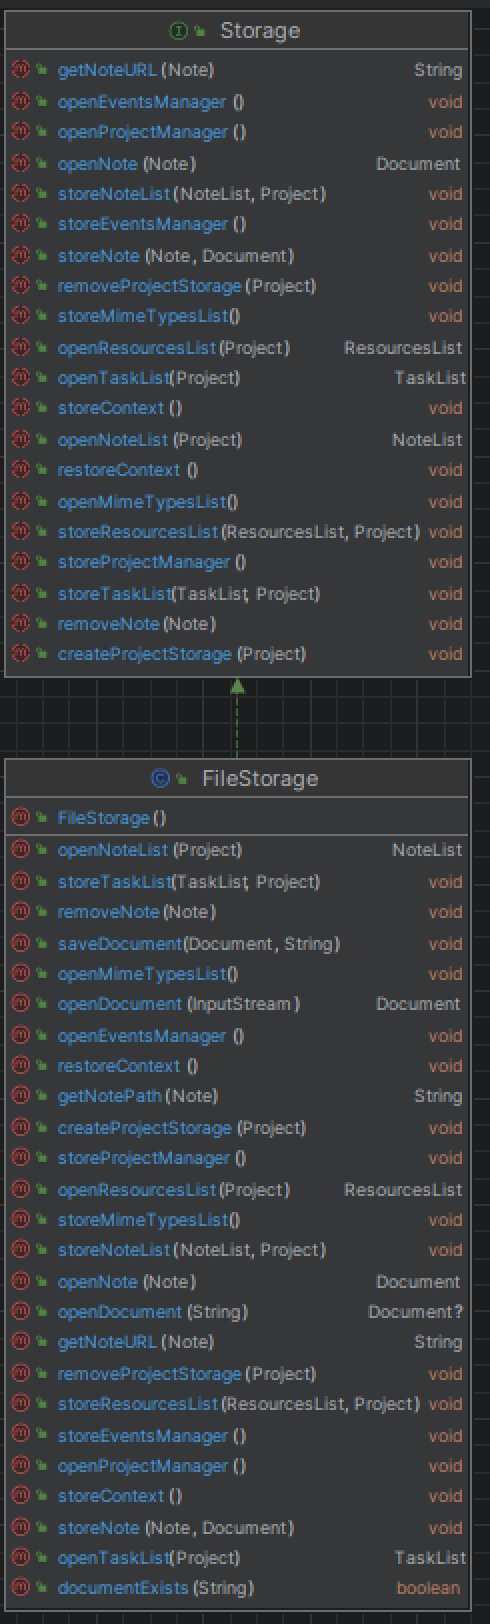 Storage
getNoteURL(Note) String
openEventsManager() void
openProjectManager() void
openNote(Note) Document
storeNoteList(NoteList, Project) void
storeEventsManager() void
storeNote(Note, Document) void
removeProjectStorage(Project) void
storeMimeTypesList() void
openResourcesList(Project) ResourcesList
openTaskList(Project) TaskList
storeContext() void
openNoteList(Project) NoteList
restoreContext() void
openMimeTypesList() void
storeResourcesList(ResourcesList, Project) void
storeProjectManager() void
storeTaskList(TaskList, Project) void
removeNote(Note) void
createProjectStorage(Project) void
FileStorage
FileStorage()
openNoteList(Project) NoteList
storeTaskList(TaskList, Project) void
removeNote(Note) void
saveDocument(Document, String) void
openMimeTypesList() void
openDocument(InputStream) Document
openEventsManager() void
restoreContext() void
getNotePath(Note) String
createProjectStorage(Project) void
storeProjectManager() void
openResourcesList(Project) ResourcesList
storeMimeTypesList() void
storeNoteList(NoteList, Project) void
openNote(Note) Document
openDocument(String) Document?
getNoteURL(Note) String
removeProjectStorage(Project) void
storeResourcesList(ResourcesList, Project) void
storeEventsManager() void
openProjectManager() void
storeContext() void
storeNote(Note, Document) void
openTaskList(Project) TaskList
documentExists(String) boolean